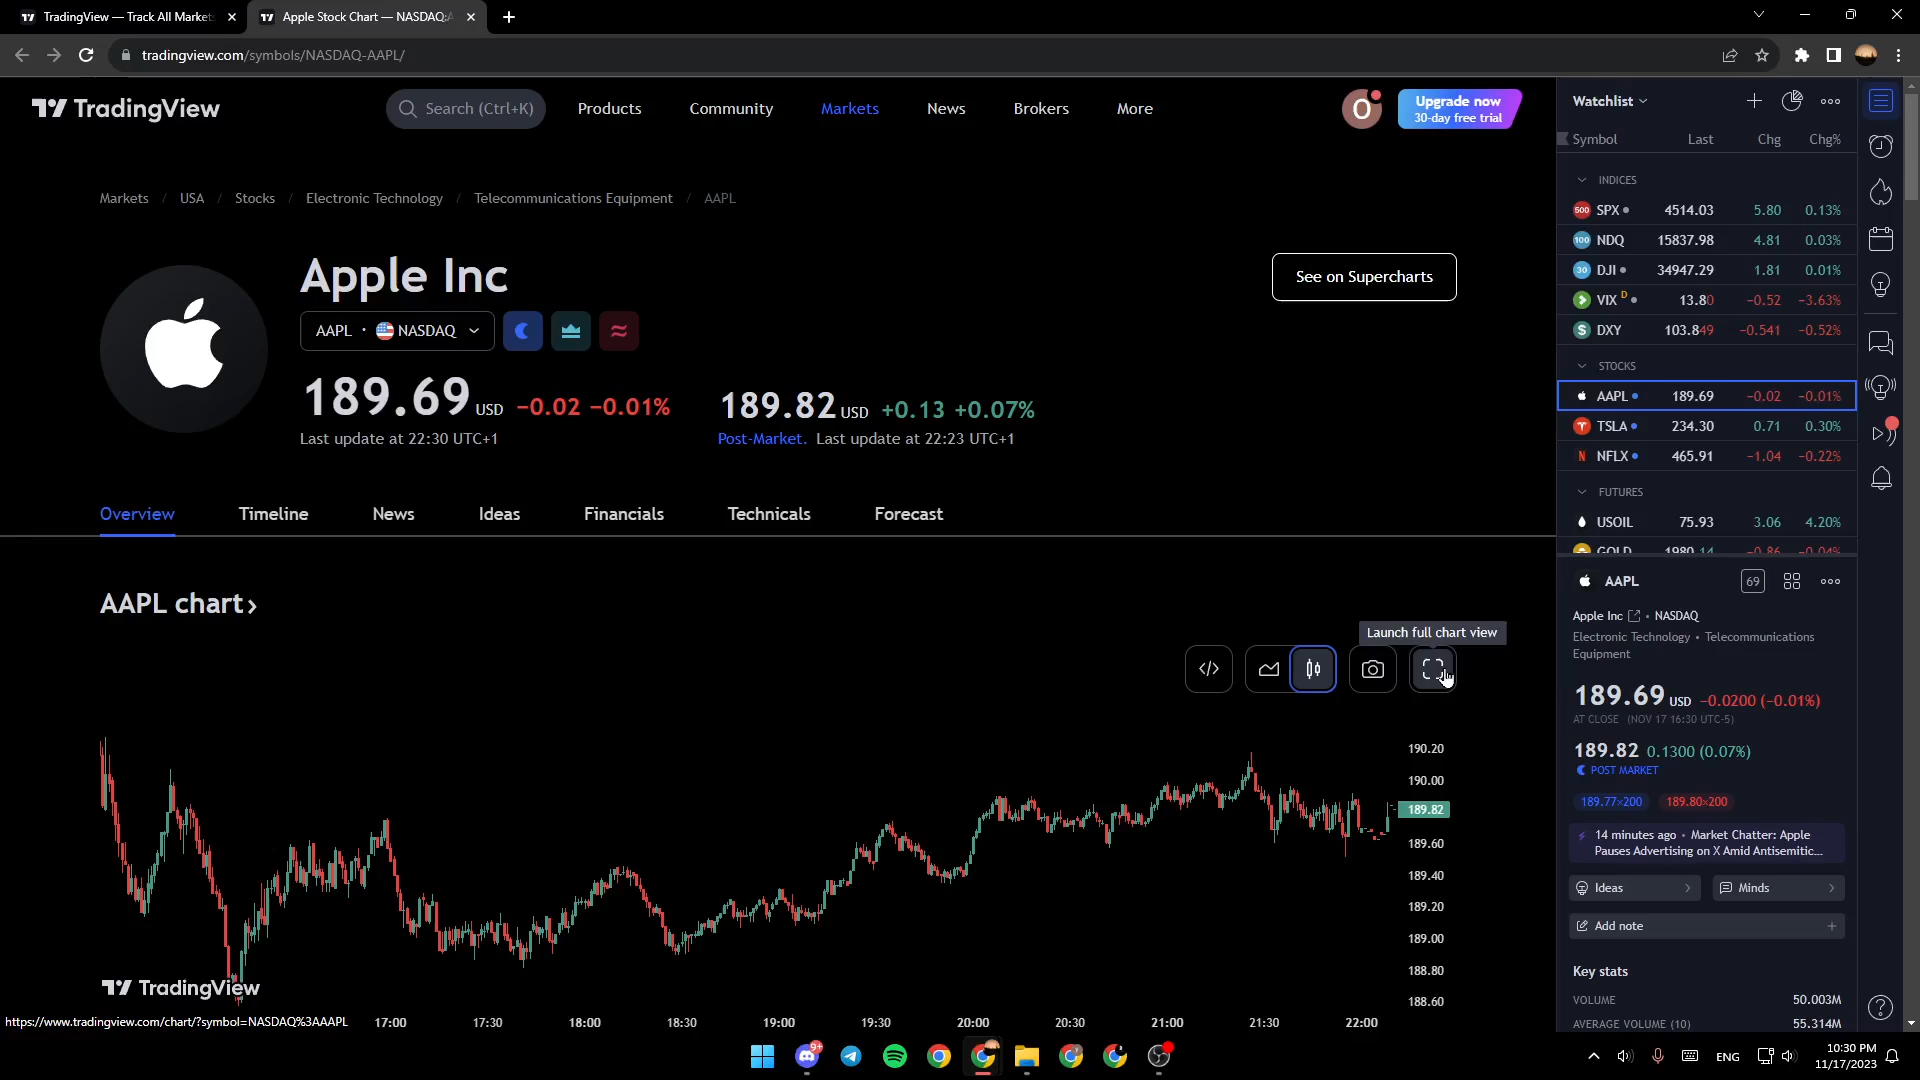 TradingView — Track All Market
Apple Stock Chart — NASDAQ:A
tradingview.com/symbols/NASDAQ-AAPL/
TradingView
Search (Ctrl+K)
Products
Community
Markets
News
Brokers
More
O
Upgrade now
30-day free trial
Markets / USA / Stocks / Electronic Technology / Telecommunications Equipment / AAPL
Apple Inc
See on Supercharts
AAPL • NASDAQ
189.69 USD −0.02 −0.01%
189.82 USD +0.13 +0.07%
Last update at 22:30 UTC+1
Post-Market. Last update at 22:23 UTC+1
Overview
Timeline
News
Ideas
Financials
Technicals
Forecast
AAPL chart ›
Launch full chart view
190.20
190.00
189.82
189.60
189.40
189.20
189.00
188.80
188.60
TradingView
https://www.tradingview.com/chart/?symbol=NASDAQ%3AAAPL
17:00 17:30 18:00 18:30 19:00 19:30 20:00 20:30 21:00 21:30 22:00
Watchlist
Symbol Last Chg Chg%
INDICES
500 SPX 4514.03 5.80 0.13%
100 NDQ 15837.98 4.81 0.03%
30 DJI 34947.29 1.81 0.01%
VIX D 13.80 −0.52 −3.63%
$ DXY 103.849 −0.541 −0.52%
STOCKS
AAPL 189.69 −0.02 −0.01%
TSLA 234.30 0.71 0.30%
N NFLX 465.91 −1.04 −0.22%
FUTURES
USOIL 75.93 3.06 4.20%
GOLD 1980.14 −0.86 −0.04%
AAPL
69
Apple Inc • NASDAQ
Electronic Technology • Telecommunications
Equipment
189.69 USD −0.0200 (−0.01%)
AT CLOSE (NOV 17 16:30 UTC-5)
189.82 0.1300 (0.07%)
POST MARKET
189.77×200 189.80×200
14 minutes ago • Market Chatter: Apple
Pauses Advertising on X Amid Antisemitic...
Ideas
Minds
Add note
Key stats
VOLUME 50.003M
AVERAGE VOLUME (10) 55.314M
9+
ENG
10:30 PM
11/17/2023